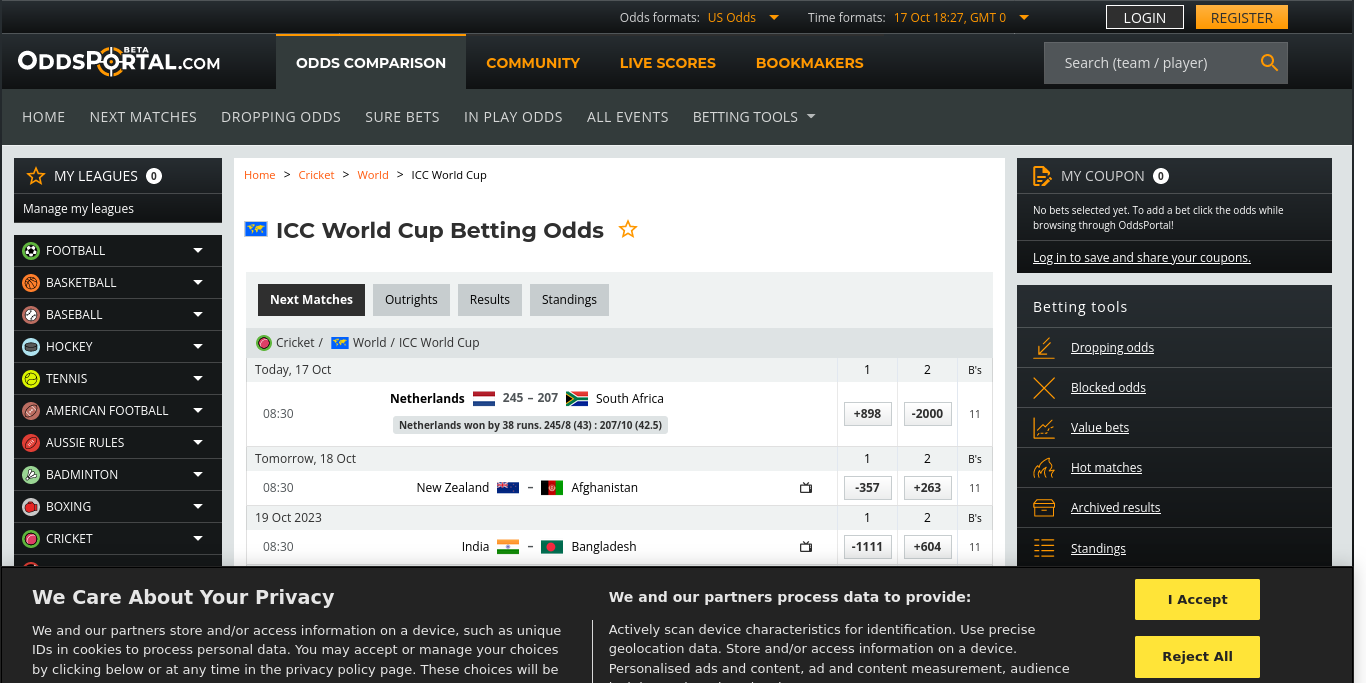 Odds formats: US Odds Time formats: 17 Oct 18:27, GMT 0 LOGIN REGISTER
ODDSPORTAL.COM BETA ODDS COMPARISON COMMUNITY LIVE SCORES BOOKMAKERS Search (team / player)
HOME NEXT MATCHES DROPPING ODDS SURE BETS IN PLAY ODDS ALL EVENTS BETTING TOOLS
MY LEAGUES 0
Manage my leagues
FOOTBALL
BASKETBALL
BASEBALL
HOCKEY
TENNIS
AMERICAN FOOTBALL
AUSSIE RULES
BADMINTON
BOXING
CRICKET
Home > Cricket > World > ICC World Cup
ICC World Cup Betting Odds
Next Matches Outrights Results Standings
Cricket / World / ICC World Cup
Today, 17 Oct 1 2 B's
08:30 Netherlands 245 – 207 South Africa +898 -2000 11
Netherlands won by 38 runs. 245/8 (43) : 207/10 (42.5)
Tomorrow, 18 Oct 1 2 B's
08:30 New Zealand – Afghanistan -357 +263 11
19 Oct 2023 1 2 B's
08:30 India – Bangladesh -1111 +604 11
MY COUPON 0
No bets selected yet. To add a bet click the odds while
browsing through OddsPortal!
Log in to save and share your coupons.
Betting tools
Dropping odds
Blocked odds
Value bets
Hot matches
Archived results
Standings
We Care About Your Privacy
We and our partners store and/or access information on a device, such as unique
IDs in cookies to process personal data. You may accept or manage your choices
by clicking below or at any time in the privacy policy page. These choices will be
We and our partners process data to provide:
Actively scan device characteristics for identification. Use precise
geolocation data. Store and/or access information on a device.
Personalised ads and content, ad and content measurement, audience
I Accept
Reject All